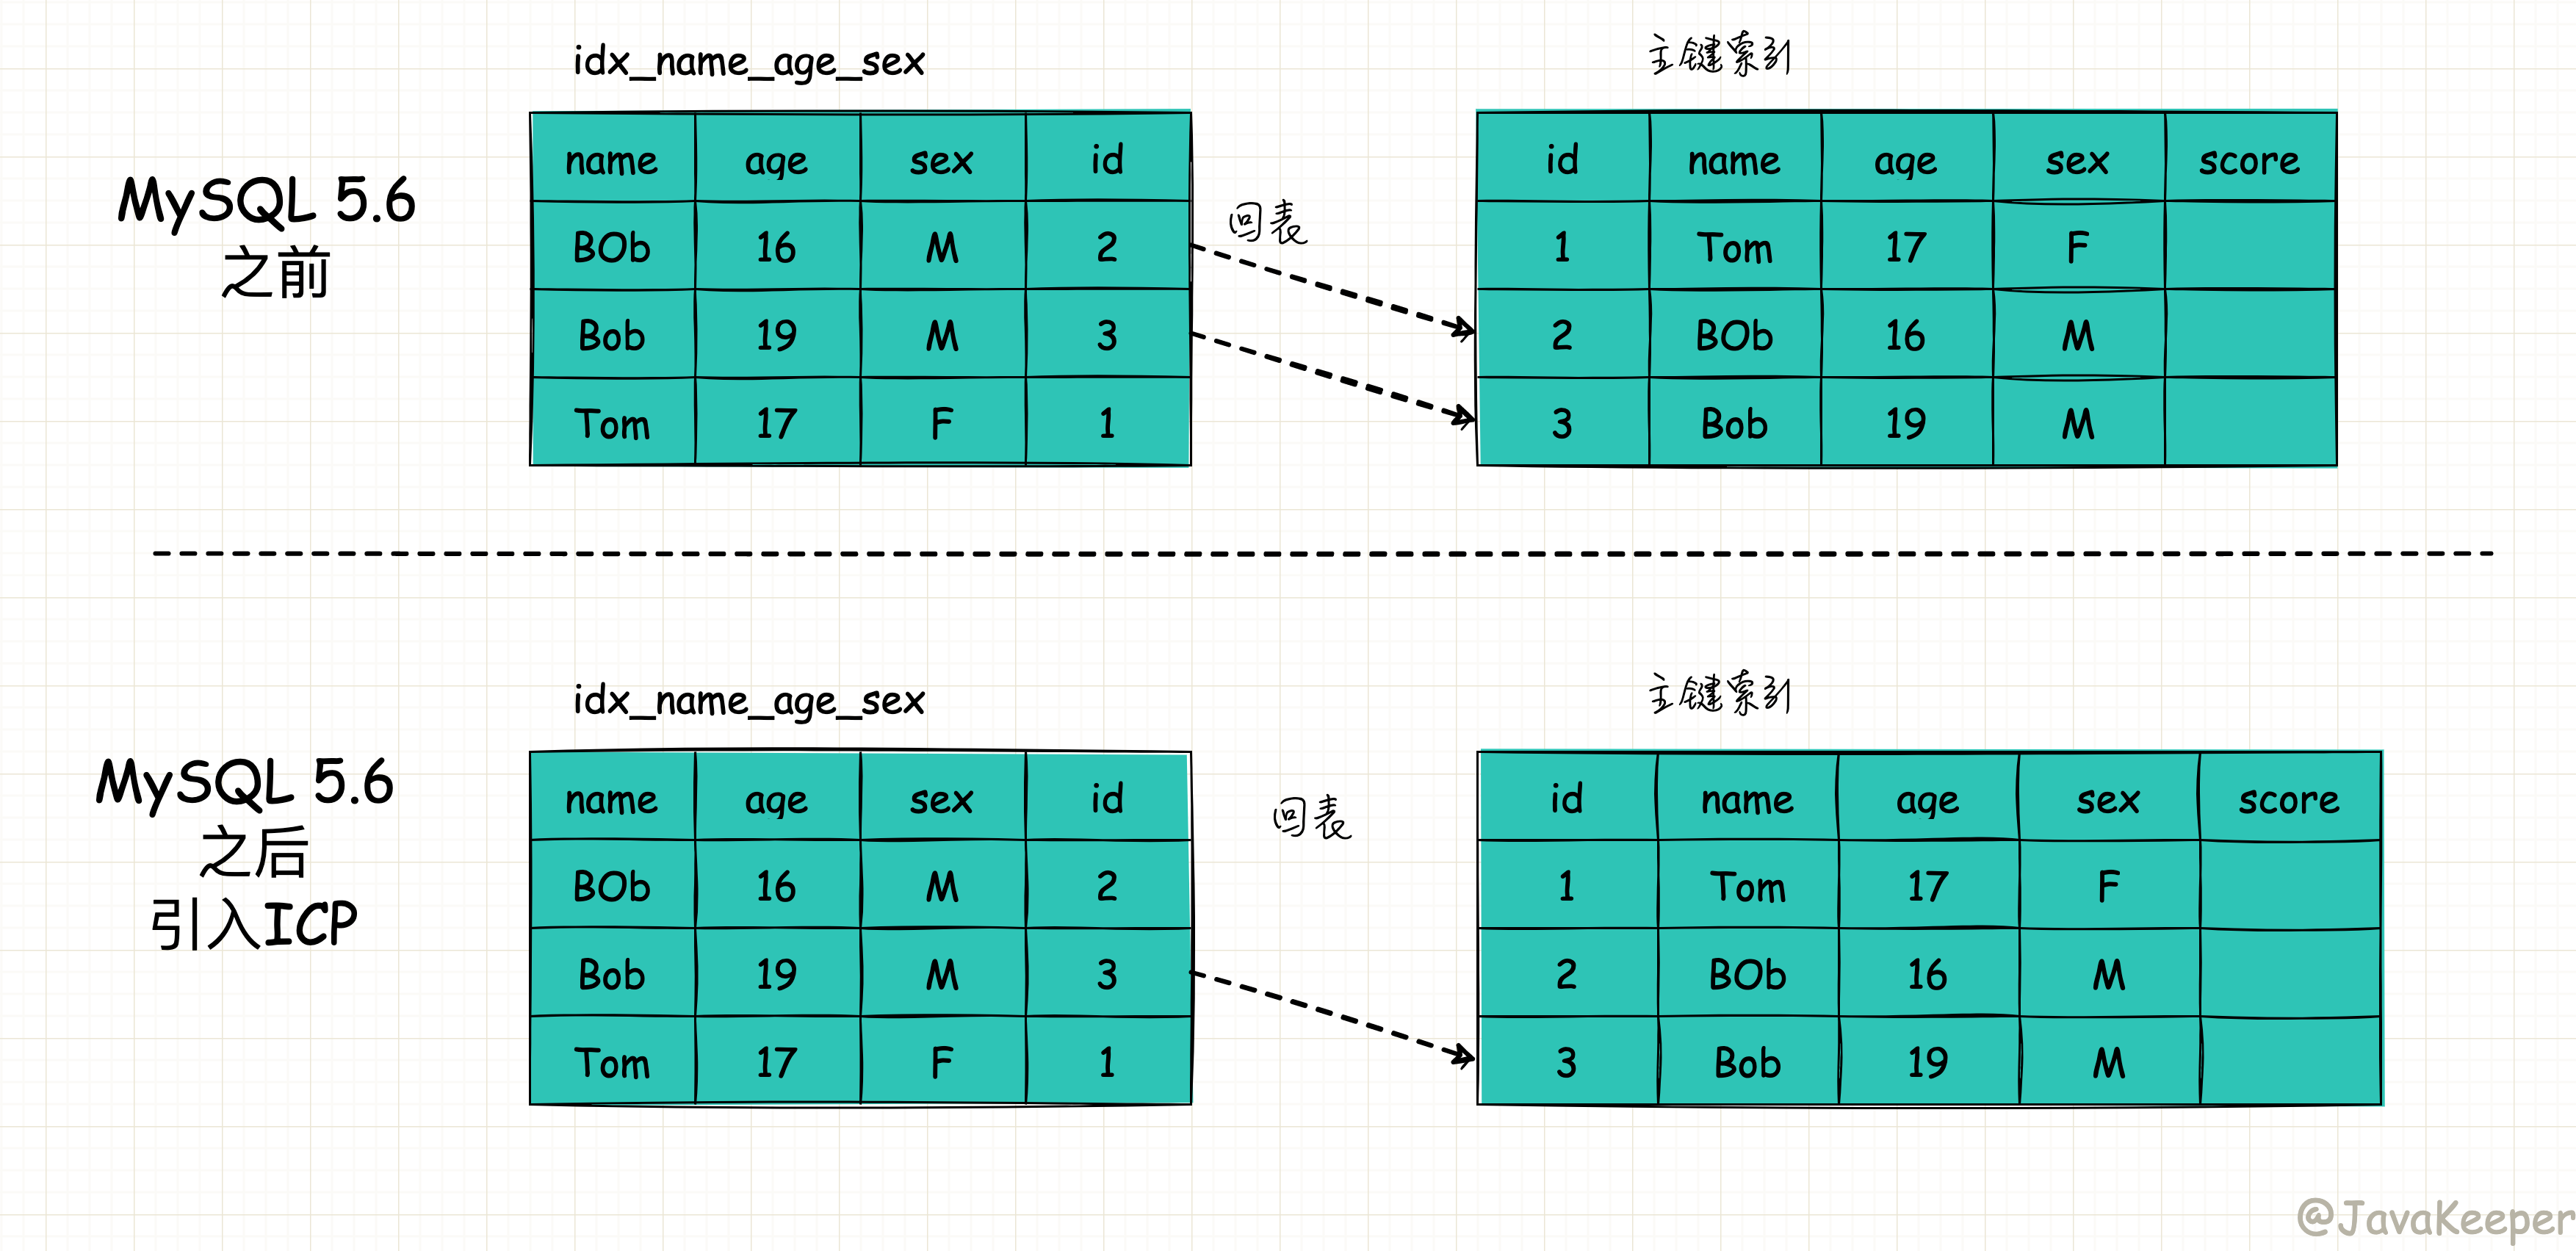 idx_name_age_sex
主键索引
MySQL 5.6
之前
name age sex id
BOb 16 M 2
Bob 19 M 3
Tom 17 F 1
回表
id name age sex score
1 Tom 17 F
2 BOb 16 M
3 Bob 19 M
idx_name_age_sex
主键索引
MySQL 5.6
之后
引入ICP
name age sex id
BOb 16 M 2
Bob 19 M 3
Tom 17 F 1
回表
id name age sex score
1 Tom 17 F
2 BOb 16 M
3 Bob 19 M
@JavaKeeper